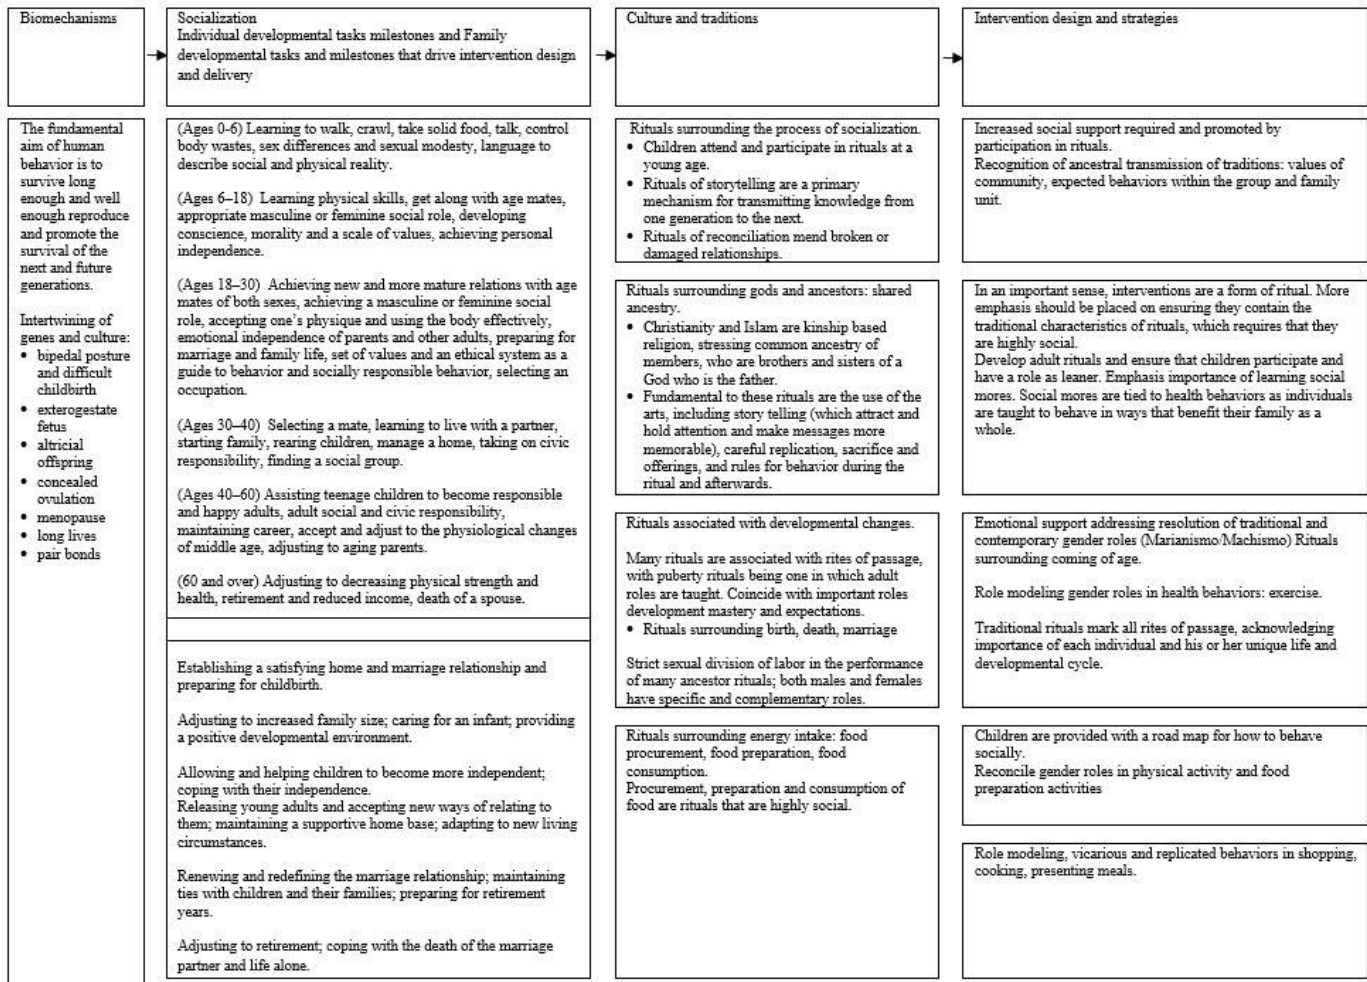 Biomechanisms
Socialization
Individual developmental tasks milestones and Family
developmental tasks and milestones that drive intervention design
and delivery
Culture and traditions
Intervention design and strategies
The fundamental
aim of human
behavior is to
survive long
enough and well
enough reproduce
and promote the
survival of the
next and future
generations.
Intertwining of
genes and culture:
• bipedal posture
and difficult
childbirth
• exterogestate
fetus
• altricial
offspring
• concealed
ovulation
• menopause
• long lives
• pair bonds
(Ages 0-6) Learning to walk, crawl, take solid food, talk, control
body wastes, sex differences and sexual modesty, language to
describe social and physical reality.
(Ages 6–18) Learning physical skills, get along with age mates,
appropriate masculine or feminine social role, developing
conscience, morality and a scale of values, achieving personal
independence.
(Ages 18–30) Achieving new and more mature relations with age
mates of both sexes, achieving a masculine or feminine social
role, accepting one's physique and using the body effectively,
emotional independence of parents and other adults, preparing for
marriage and family life, set of values and an ethical system as a
guide to behavior and socially responsible behavior, selecting an
occupation.
(Ages 30–40) Selecting a mate, learning to live with a partner,
starting family, rearing children, manage a home, taking on civic
responsibility, finding a social group.
(Ages 40–60) Assisting teenage children to become responsible
and happy adults, adult social and civic responsibility,
maintaining career, accept and adjust to the physiological changes
of middle age, adjusting to aging parents.
(60 and over) Adjusting to decreasing physical strength and
health, retirement and reduced income, death of a spouse.
Establishing a satisfying home and marriage relationship and
preparing for childbirth.
Adjusting to increased family size; caring for an infant; providing
a positive developmental environment.
Allowing and helping children to become more independent;
coping with their independence.
Releasing young adults and accepting new ways of relating to
them; maintaining a supportive home base; adapting to new living
circumstances.
Renewing and redefining the marriage relationship; maintaining
ties with children and their families; preparing for retirement
years.
Adjusting to retirement; coping with the death of the marriage
partner and life alone.
Rituals surrounding the process of socialization.
• Children attend and participate in rituals at a
young age.
• Rituals of storytelling are a primary
mechanism for transmitting knowledge from
one generation to the next.
• Rituals of reconciliation mend broken or
damaged relationships.
Rituals surrounding gods and ancestors: shared
ancestry.
• Christianity and Islam are kinship based
religion, stressing common ancestry of
members, who are brothers and sisters of a
God who is the father.
• Fundamental to these rituals are the use of the
arts, including story telling (which attract and
hold attention and make messages more
memorable), careful replication, sacrifice and
offerings, and rules for behavior during the
ritual and afterwards.
Rituals associated with developmental changes.
Many rituals are associated with rites of passage,
with puberty rituals being one in which adult
roles are taught. Coincide with important roles
development mastery and expectations.
• Rituals surrounding birth, death, marriage
Strict sexual division of labor in the performance
of many ancestor rituals; both males and females
have specific and complementary roles.
Rituals surrounding energy intake: food
procurement, food preparation, food
consumption.
Procurement, preparation and consumption of
food are rituals that are highly social.
Increased social support required and promoted by
participation in rituals.
Recognition of ancestral transmission of traditions: values of
community, expected behaviors within the group and family
unit.
In an important sense, interventions are a form of ritual. More
emphasis should be placed on ensuring they contain the
traditional characteristics of rituals, which requires that they
are highly social.
Develop adult rituals and ensure that children participate and
have a role as leaner. Emphasis importance of learning social
mores. Social mores are tied to health behaviors as individuals
are taught to behave in ways that benefit their family as a
whole.
Emotional support addressing resolution of traditional and
contemporary gender roles (Marianismo/Machismo) Rituals
surrounding coming of age.
Role modeling gender roles in health behaviors: exercise.
Traditional rituals mark all rites of passage, acknowledging
importance of each individual and his or her unique life and
developmental cycle.
Children are provided with a road map for how to behave
socially.
Reconcile gender roles in physical activity and food
preparation activities
Role modeling, vicarious and replicated behaviors in shopping,
cooking, presenting meals.